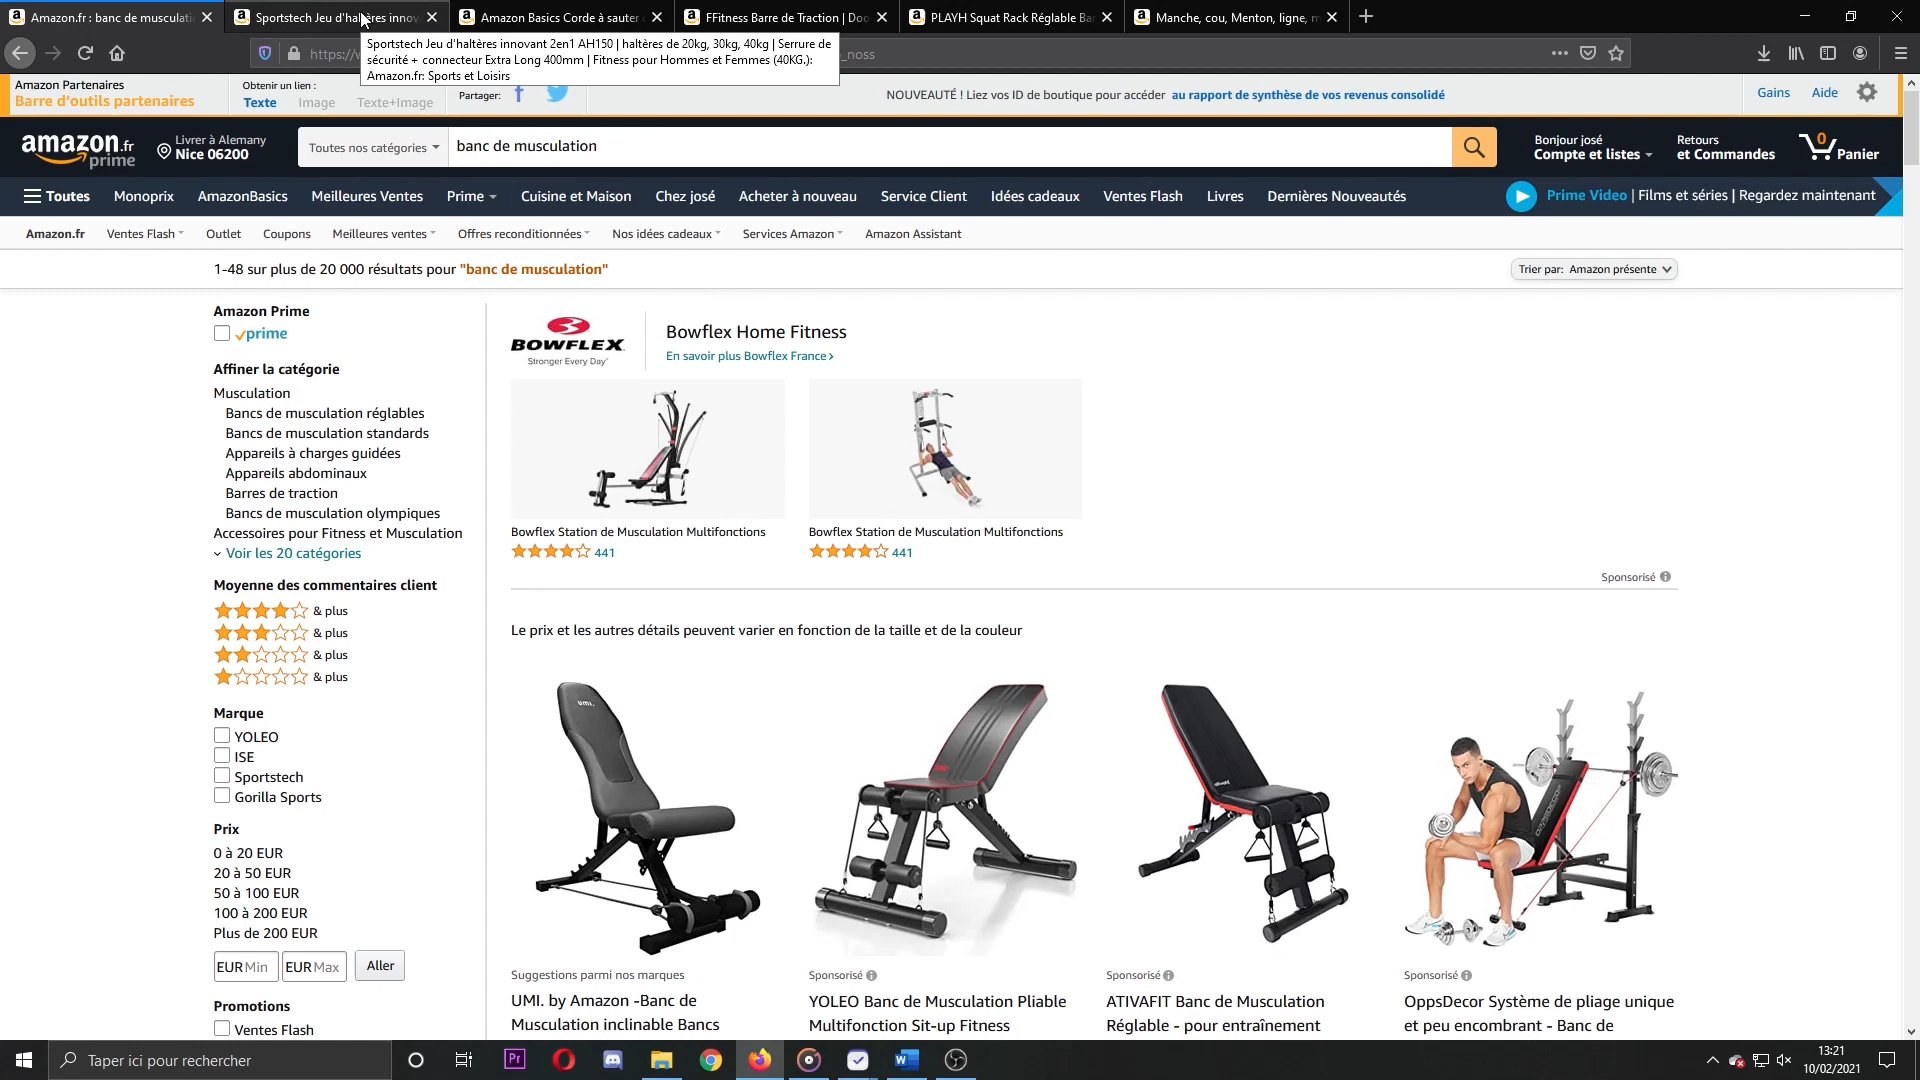 Amazon.fr : banc de musculati
Sportstech Jeu d'haltères innov
Amazon Basics Corde à sauter
FFitness Barre de Traction | Doo
PLAYH Squat Rack Réglable Ba
Manche, cou, Menton, ligne, m
https://w
_noss
Sportstech Jeu d'haltères innovant 2en1 AH150 | haltères de 20kg, 30kg, 40kg | Serrure de
sécurité + connecteur Extra Long 400mm | Fitness pour Hommes et Femmes (40KG.):
Amazon.fr: Sports et Loisirs
Amazon Partenaires
Barre d'outils partenaires
Obtenir un lien :
Texte Image Texte+Image
Partager:
NOUVEAUTÉ ! Liez vos ID de boutique pour accéder au rapport de synthèse de vos revenus consolidé
Gains Aide
amazon.fr
prime
Livrer à Alemany
Nice 06200
Toutes nos catégories
banc de musculation
Bonjour josé
Compte et listes
Retours
et Commandes
0
Panier
Toutes Monoprix AmazonBasics Meilleures Ventes Prime Cuisine et Maison Chez josé Acheter à nouveau Service Client Idées cadeaux Ventes Flash Livres Dernières Nouveautés
Prime Video | Films et séries | Regardez maintenant
Amazon.fr Ventes Flash Outlet Coupons Meilleures ventes Offres reconditionnées Nos idées cadeaux Services Amazon Amazon Assistant
1-48 sur plus de 20 000 résultats pour "banc de musculation"
Trier par: Amazon présente
Amazon Prime
prime
Affiner la catégorie
Musculation
Bancs de musculation réglables
Bancs de musculation standards
Appareils à charges guidées
Appareils abdominaux
Barres de traction
Bancs de musculation olympiques
Accessoires pour Fitness et Musculation
Voir les 20 catégories
Moyenne des commentaires client
& plus
& plus
& plus
& plus
Marque
YOLEO
ISE
Sportstech
Gorilla Sports
Prix
0 à 20 EUR
20 à 50 EUR
50 à 100 EUR
100 à 200 EUR
Plus de 200 EUR
EUR Min EUR Max Aller
Promotions
Ventes Flash
BOWFLEX
Stronger Every Day
Bowflex Home Fitness
En savoir plus Bowflex France
Bowflex Station de Musculation Multifonctions
441
Bowflex Station de Musculation Multifonctions
441
Sponsorisé
Le prix et les autres détails peuvent varier en fonction de la taille et de la couleur
umi.
Suggestions parmi nos marques
UMI. by Amazon -Banc de
Musculation inclinable Bancs
Sponsorisé
YOLEO Banc de Musculation Pliable
Multifonction Sit-up Fitness
Sponsorisé
ATIVAFIT Banc de Musculation
Réglable - pour entraînement
OPPSDECOR
Sponsorisé
OppsDecor Système de pliage unique
et peu encombrant - Banc de
Taper ici pour rechercher
Pr
13:21
10/02/2021